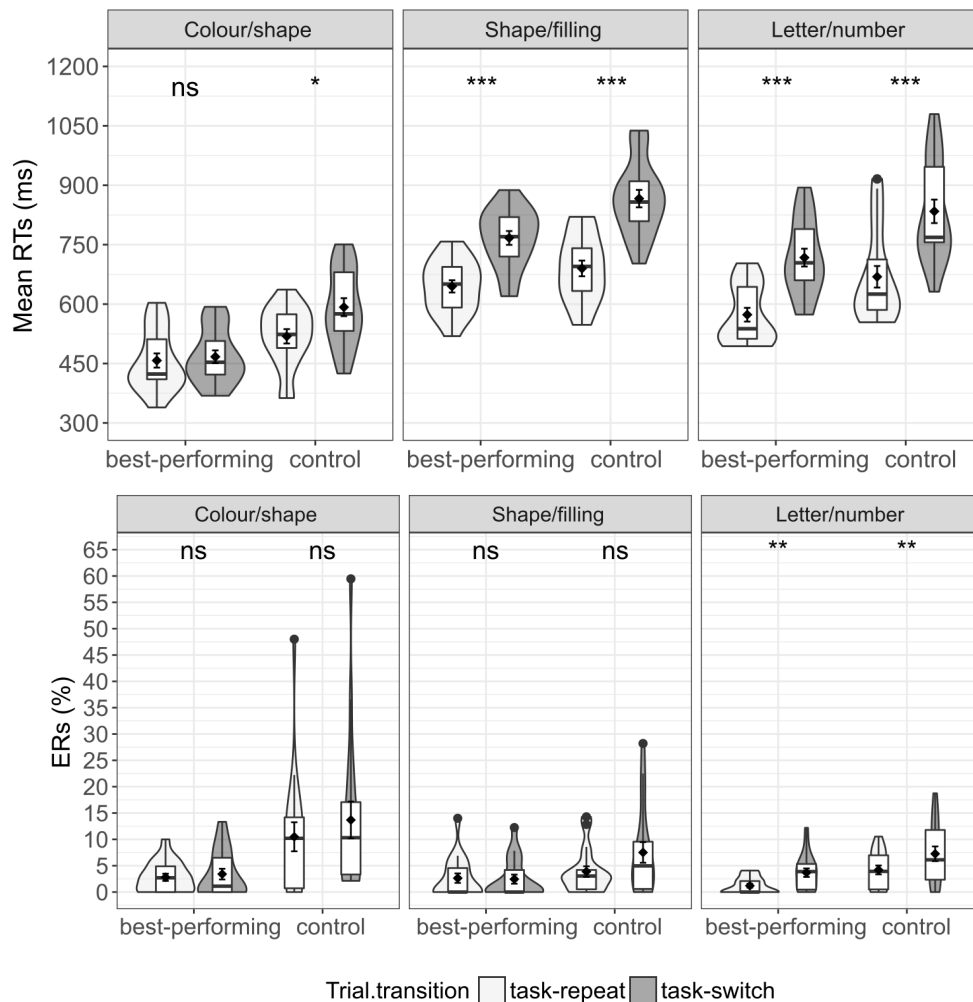 Colour/shape Shape/filling Letter/number
1200
ns * *** *** *** ***
1050
900
750
600
450
300
Mean RTs (ms)
best-performing control best-performing control best-performing control
Colour/shape Shape/filling Letter/number
65
ns ns ns ns ** **
60
55
50
45
40
35
30
25
20
15
10
5
0
ERs (%)
best-performing control best-performing control best-performing control
Trial.transition task-repeat task-switch